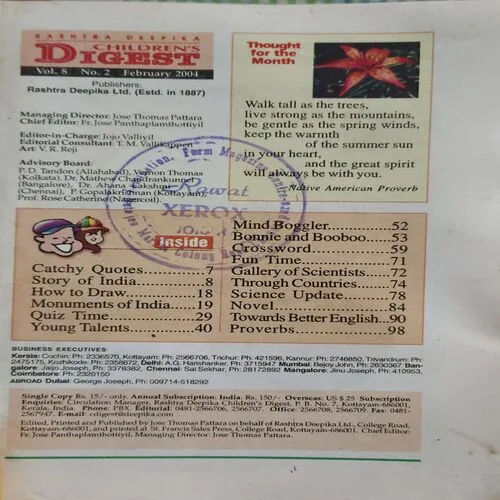 RASHTRA DEEPIKA
CHILDREN'S
DIGEST
Vol. 8 No. 2 February 2004
Publishers:
Rashtra Deepika Ltd. (Estd. in 1887)
Managing Director: Jose Thomas Pattara
Chief Editor: Fr. Jose Panthaplamthottiyil
Editor-in-Charge: Jojo Valliyil
Editorial Consultant: T. M. Vallikappen
Art: V. R. Reji
Advisory Board:
P. D. Tandon (Allahabad), Vernon Thomas
(Kolkata), Dr. Mathew Chandrankunnel
(Bangalore), Dr. Ahana Lakshmi
(Chennai), P. Gopalakrishnan (Kottayam),
Prof. Rose Catherine (Nagercoil).
Thought for
the Month
Walk tall as the trees,
live strong as the mountains,
be gentle as the spring winds,
keep the warmth
of the summer sun
in your heart,
and the great spirit
will always be with you.
Native American Proverb
Form Magazine
Rawat
XEROX
Colony
Inside
Catchy Quotes...............7
Story of India................8
How to Draw................18
Monuments of India......19
Quiz Time....................29
Young Talents..............40
Mind Boggler...............52
Bonnie and Booboo......53
Crossword...................59
Fun Time.....................71
Gallery of Scientists......72
Through Countries........74
Science Update............78
Novel..........................84
Towards Better English..90
Proverbs......................98
BUSINESS EXECUTIVES:
Kerala: Cochin: Ph: 2336570, Kottayam: Ph: 2566706, Trichur: Ph: 421596, Kannur: Ph: 2746850, Trivandrum: Ph:
2475175, Kozhikode: Ph: 2358672, Delhi: A.G. Harishanker, Ph: 3715947 Mumbai: Bejoy John, Ph: 2630367 Ban-
galore: Jaijo Joseph, Ph: 3378382, Chennai: Sai Sekhar, Ph: 28172892 Mangalore: Jinu Joseph, Ph: 410953,
Coimbatore: Ph: 2320150
ABROAD Dubai: George Joseph, Ph: 009714-518292
Single Copy Rs. 15/- only. Annual Subscription: India: Rs. 150/- Overseas: US $ 25 Subscription
Enquiries: Circulation Manager, Rashtra Deepika Children's Digest, P. B. No. 7, Kottayam-686001,
Kerala, India. Phone: PBX. Editorial: 0481-2566706, 2566707. Office: 2566708, 2566709. Fax: 0481-
2567947. E-mail: cdigest@deepika.com
Edited, Printed and Published by Jose Thomas Pattara on behalf of Rashtra Deepika Ltd., College Road,
Kottayam-686001, and printed at St. Francis Sales Press, College Road, Kottayam-686001. Chief Editor:
Fr. Jose Panthaplamthottiyil, Managing Director: Jose Thomas Pattara.